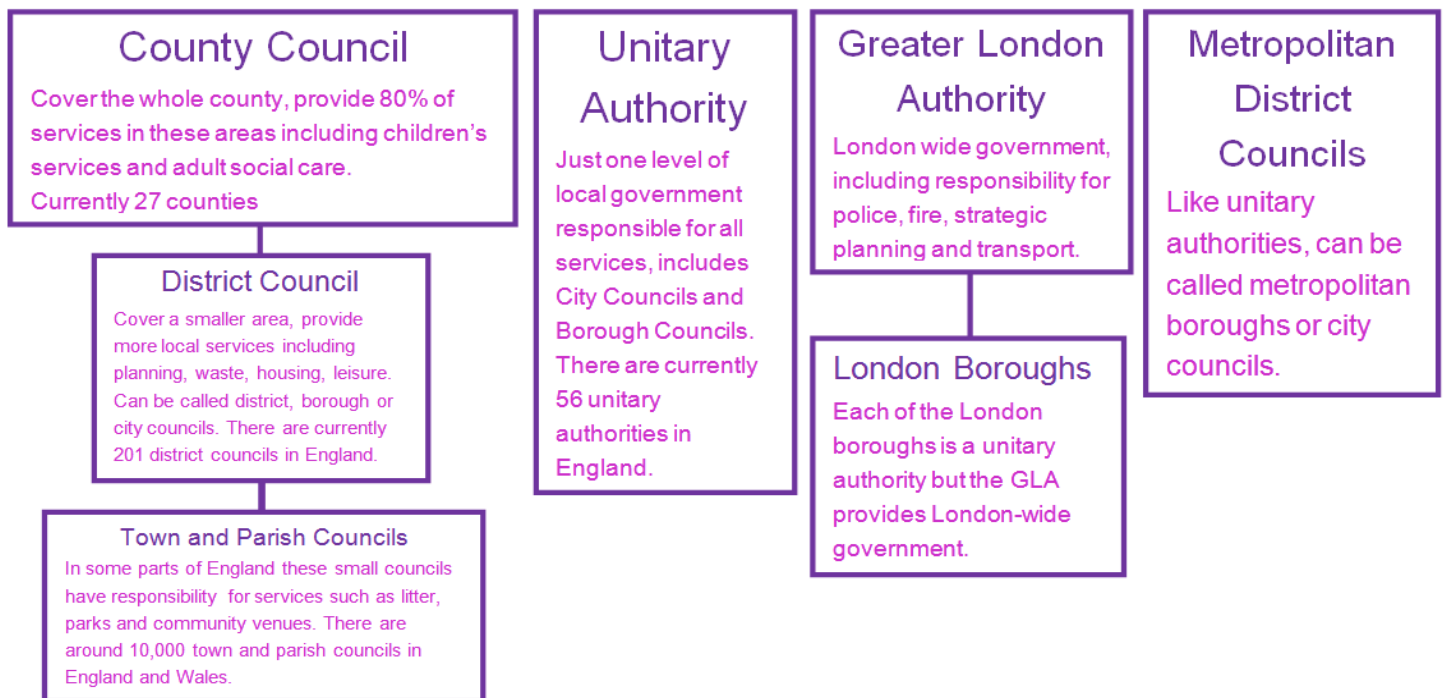 County Council
Cover the whole county, provide 80% of
services in these areas including children's
services and adult social care.
Currently 27 counties
District Council
Cover a smaller area, provide
more local services including
planning, waste, housing, leisure.
Can be called district, borough or
city councils. There are currently
201 district councils in England.
Town and Parish Councils
In some parts of England these small councils
have responsibility for services such as litter,
parks and community venues. There are
around 10,000 town and parish councils in
England and Wales.
Unitary
Authority
Just one level of
local government
responsible for all
services, includes
City Councils and
Borough Councils.
There are currently
56 unitary
authorities in
England.
Greater London
Authority
London wide government,
including responsibility for
police, fire, strategic
planning and transport.
London Boroughs
Each of the London
boroughs is a unitary
authority but the GLA
provides London-wide
government.
Metropolitan
District
Councils
Like unitary
authorities, can be
called metropolitan
boroughs or city
councils.